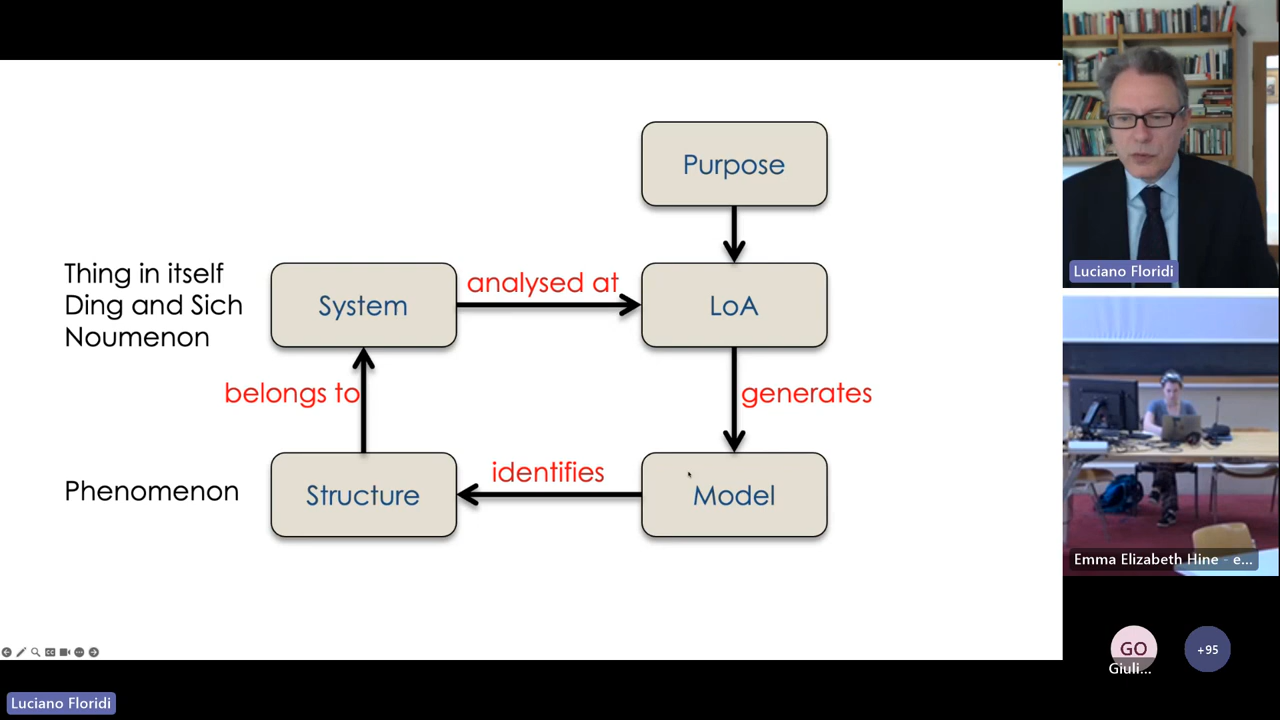 Purpose
Thing in itself
Ding and Sich
Noumenon
System
analysed at
LoA
belongs to
generates
Phenomenon
Structure
identifies
Model
Luciano Floridi
Emma Elizabeth Hine - e...
GO
Giuli...
+95
Luciano Floridi